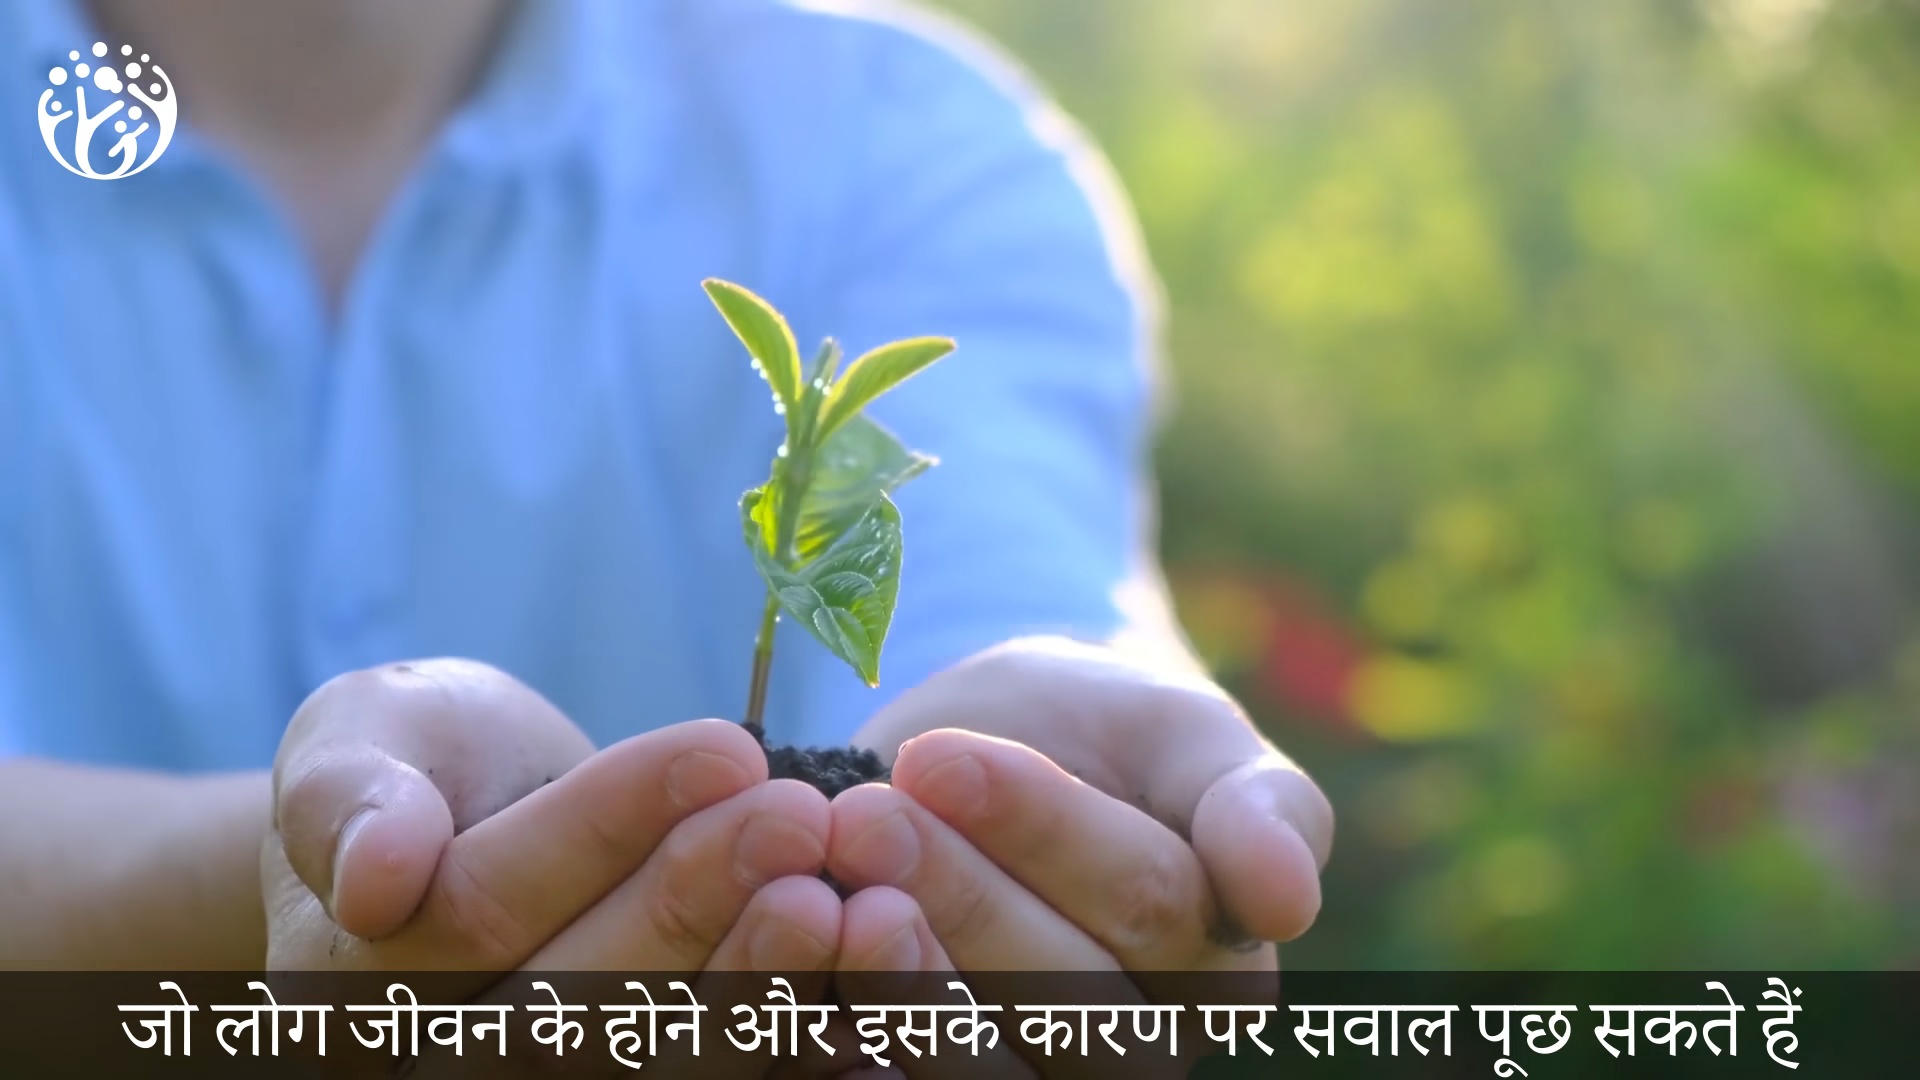 जो लोग जीवन के होने और इसके कारण पर सवाल पूछ सकते हैं